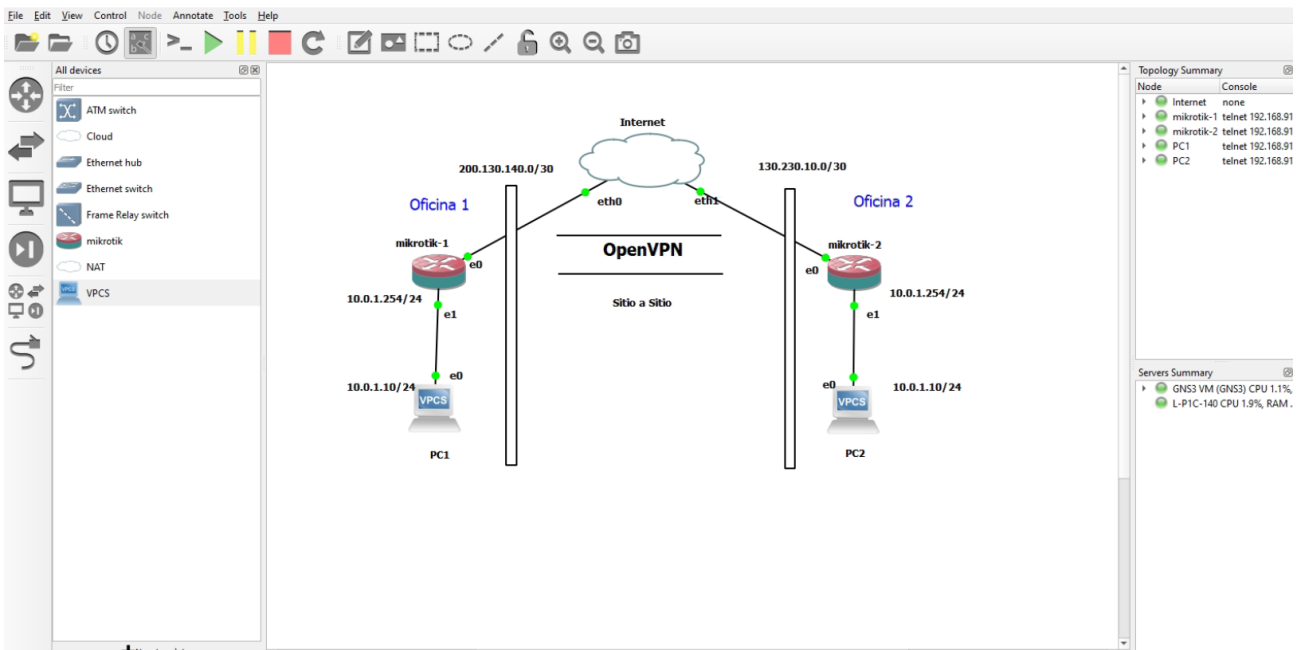 File Edit View Control Node Annotate Tools Help
All devices
Filter
ATM switch
Cloud
Ethernet hub
Ethernet switch
Frame Relay switch
mikrotik
NAT
VPCS
Internet
200.130.140.0/30
130.230.10.0/30
eth0
eth1
Oficina 1
Oficina 2
mikrotik-1
mikrotik-2
e0
e0
OpenVPN
Sitio a Sitio
10.0.1.254/24
10.0.1.254/24
e1
e1
e0
e0
10.0.1.10/24
10.0.1.10/24
VPCS
VPCS
PC1
PC2
Topology Summary
Node Console
Internet none
mikrotik-1 telnet 192.168.91
mikrotik-2 telnet 192.168.91
PC1 telnet 192.168.91
PC2 telnet 192.168.91
Servers Summary
GNS3 VM (GNS3) CPU 1.1%,
L-P1C-140 CPU 1.9%, RAM .